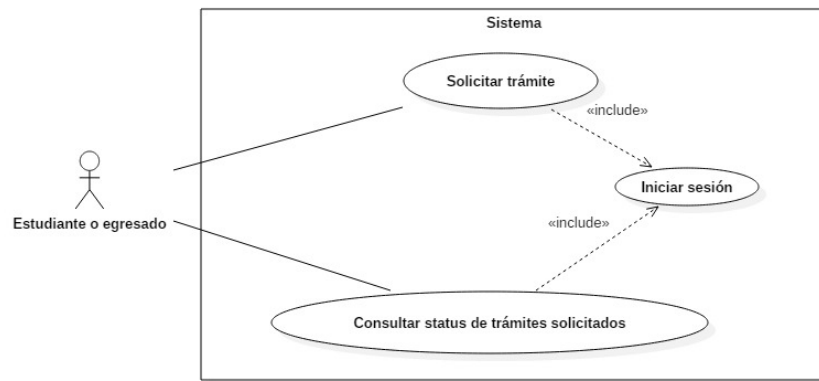 Sistema
Solicitar trámite
«include»
Iniciar sesión
Estudiante o egresado
«include»
Consultar status de trámites solicitados